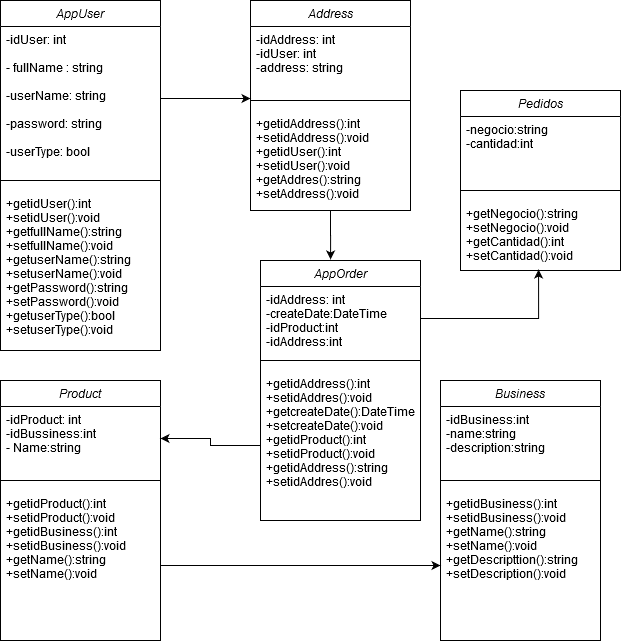 AppUser
-idUser: int
- fullName : string
-userName: string
-password: string
-userType: bool
+getidUser():int
+setidUser():void
+getfullName():string
+setfullName():void
+getuserName():string
+setuserName():void
+getPassword():string
+setPassword():void
+getuserType():bool
+setuserType():void
Address
-idAddress: int
-idUser: int
-address: string
+getidAddress():int
+setidAddress():void
+getidUser():int
+setidUser():void
+getAddres():string
+setAddress():void
Pedidos
-negocio:string
-cantidad:int
+getNegocio():string
+setNegocio():void
+getCantidad():int
+setCantidad():void
AppOrder
-idAddress: int
-createDate:DateTime
-idProduct:int
-idAddress:int
+getidAddress():int
+setidAddres():void
+getcreateDate():DateTime
+setcreateDate():void
+getidProduct():int
+setidProduct():void
+getidAddress():string
+setidAddres():void
Product
-idProduct: int
-idBussiness:int
- Name:string
+getidProduct():int
+setidProduct():void
+getidBusiness():int
+setidBusiness():void
+getName():string
+setName():void
Business
-idBusiness:int
-name:string
-description:string
+getidBusiness():int
+setidBusiness():void
+getName():string
+setName():void
+getDescripttion():string
+setDescription():void